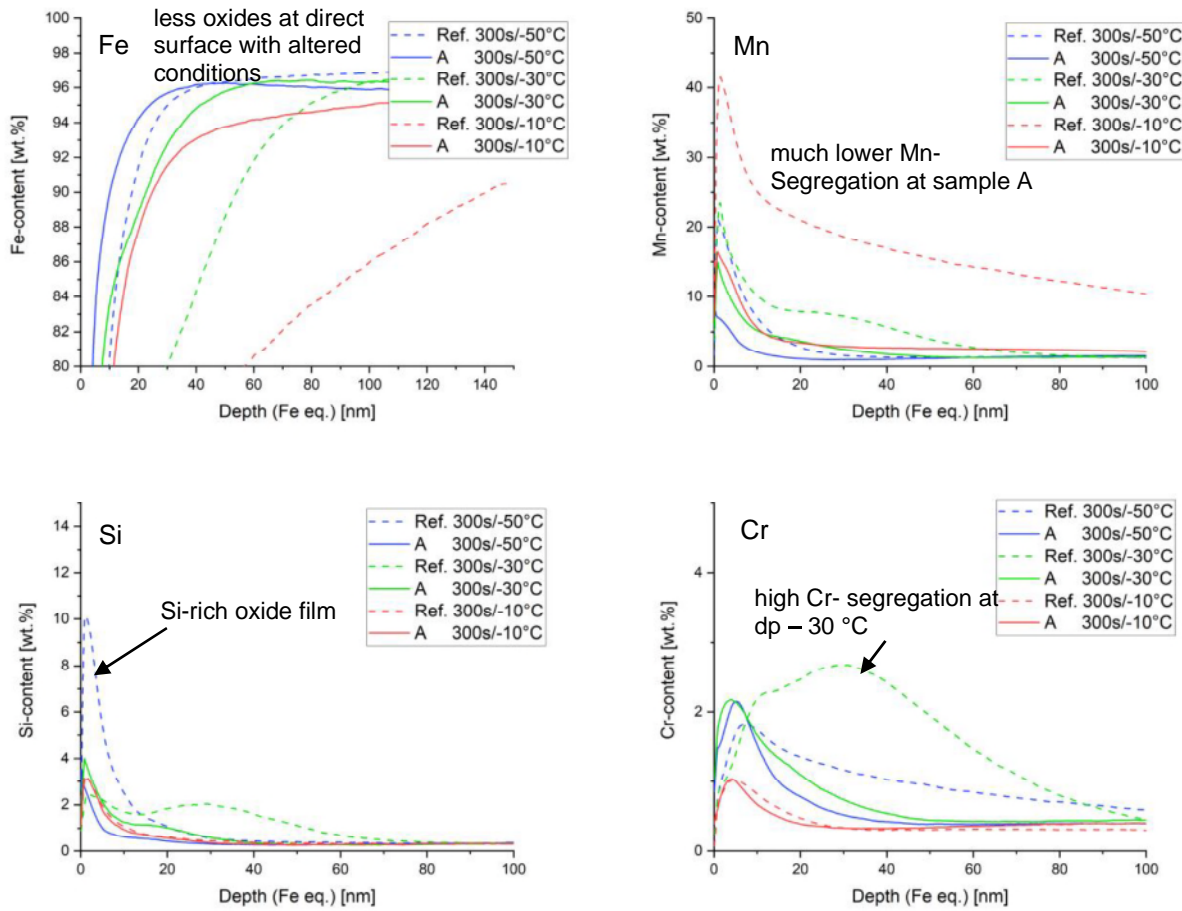 less oxides at direct
surface with altered
conditions
Fe
Ref. 300s/-50°C
A 300s/-50°C
Ref. 300s/-30°C
A 300s/-30°C
Ref. 300s/-10°C
A 300s/-10°C
100
98
96
94
92
90
88
86
84
82
80
Fe-content [wt.%]
0 20 40 60 80 100 120 140
Depth (Fe eq.) [nm]
Mn
Ref. 300s/-50°C
A 300s/-50°C
Ref. 300s/-30°C
A 300s/-30°C
Ref. 300s/-10°C
A 300s/-10°C
much lower Mn-
Segregation at sample A
50
40
30
20
10
0
Mn-content [wt.%]
0 20 40 60 80 100
Depth (Fe eq.) [nm]
Si
Ref. 300s/-50°C
A 300s/-50°C
Ref. 300s/-30°C
A 300s/-30°C
Ref. 300s/-10°C
A 300s/-10°C
Si-rich oxide film
14
12
10
8
6
4
2
0
Si-content [wt.%]
0 20 40 60 80 100
Depth (Fe eq.) [nm]
Cr
Ref. 300s/-50°C
A 300s/-50°C
Ref. 300s/-30°C
A 300s/-30°C
Ref. 300s/-10°C
A 300s/-10°C
high Cr- segregation at
dp – 30 °C
4
2
0
Cr-content [wt.%]
0 20 40 60 80 100
Depth (Fe eq.) [nm]